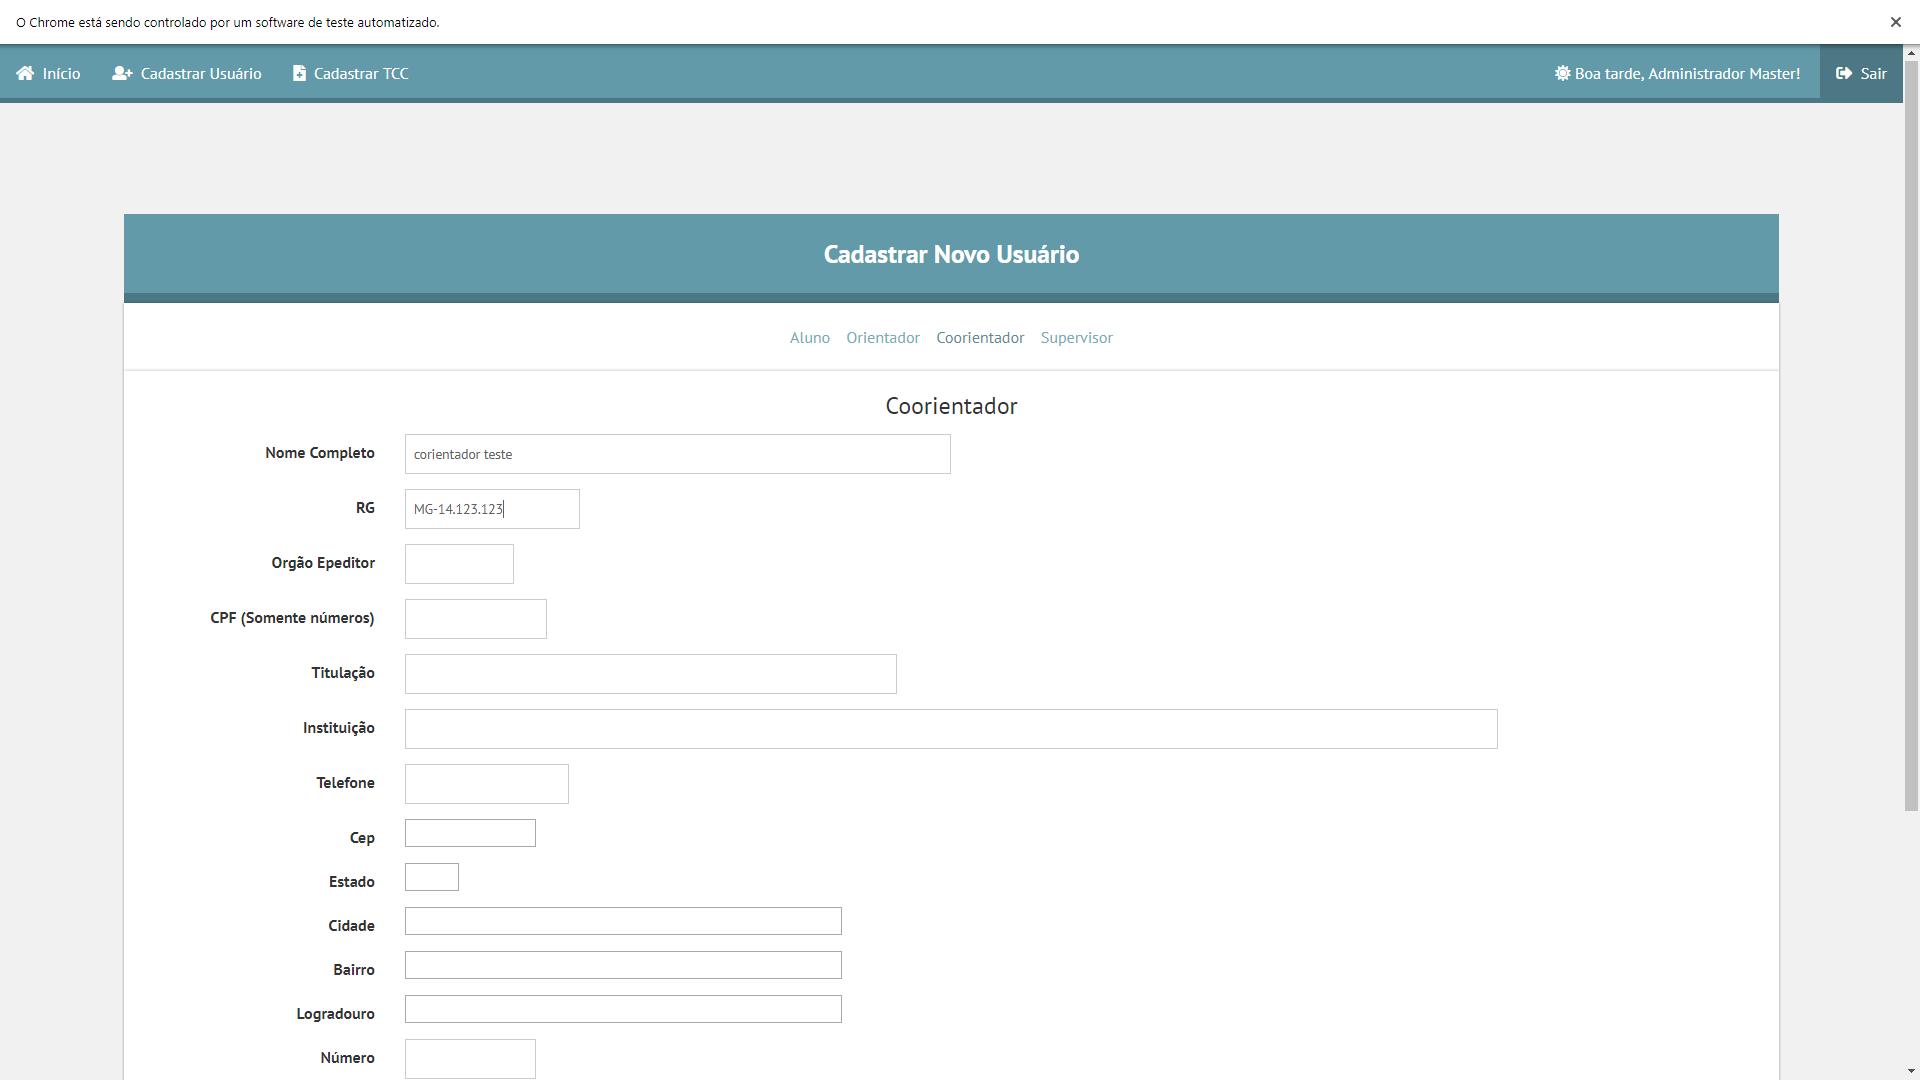 O Chrome está sendo controlado por um software de teste automatizado.
Início Cadastrar Usuário Cadastrar TCC Boa tarde, Administrador Master! Sair
Cadastrar Novo Usuário
Aluno Orientador Coorientador Supervisor
Coorientador
Nome Completo corientador teste
RG MG-14.123.123
Orgão Epeditor
CPF (Somente números)
Titulação
Instituição
Telefone
Cep
Estado
Cidade
Bairro
Logradouro
Número